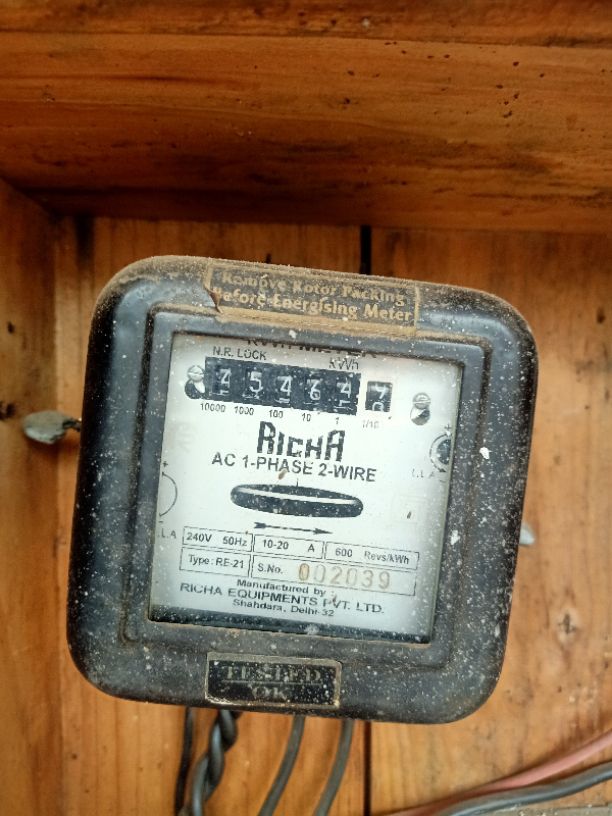 Remove Rotor Packing
Before Energising Meter
N.R. LOCK kWh
10000 1000 100 10 1 1/10
RICHA
AC 1-PHASE 2-WIRE
L.L.A
240V 50Hz 10-20 A 600 Revs/kWh
Type: RE-21 S.No. 002039
Manufactured by
RICHA EQUIPMENTS PVT. LTD.
Shahdara, Delhi-32
TESTED
OK